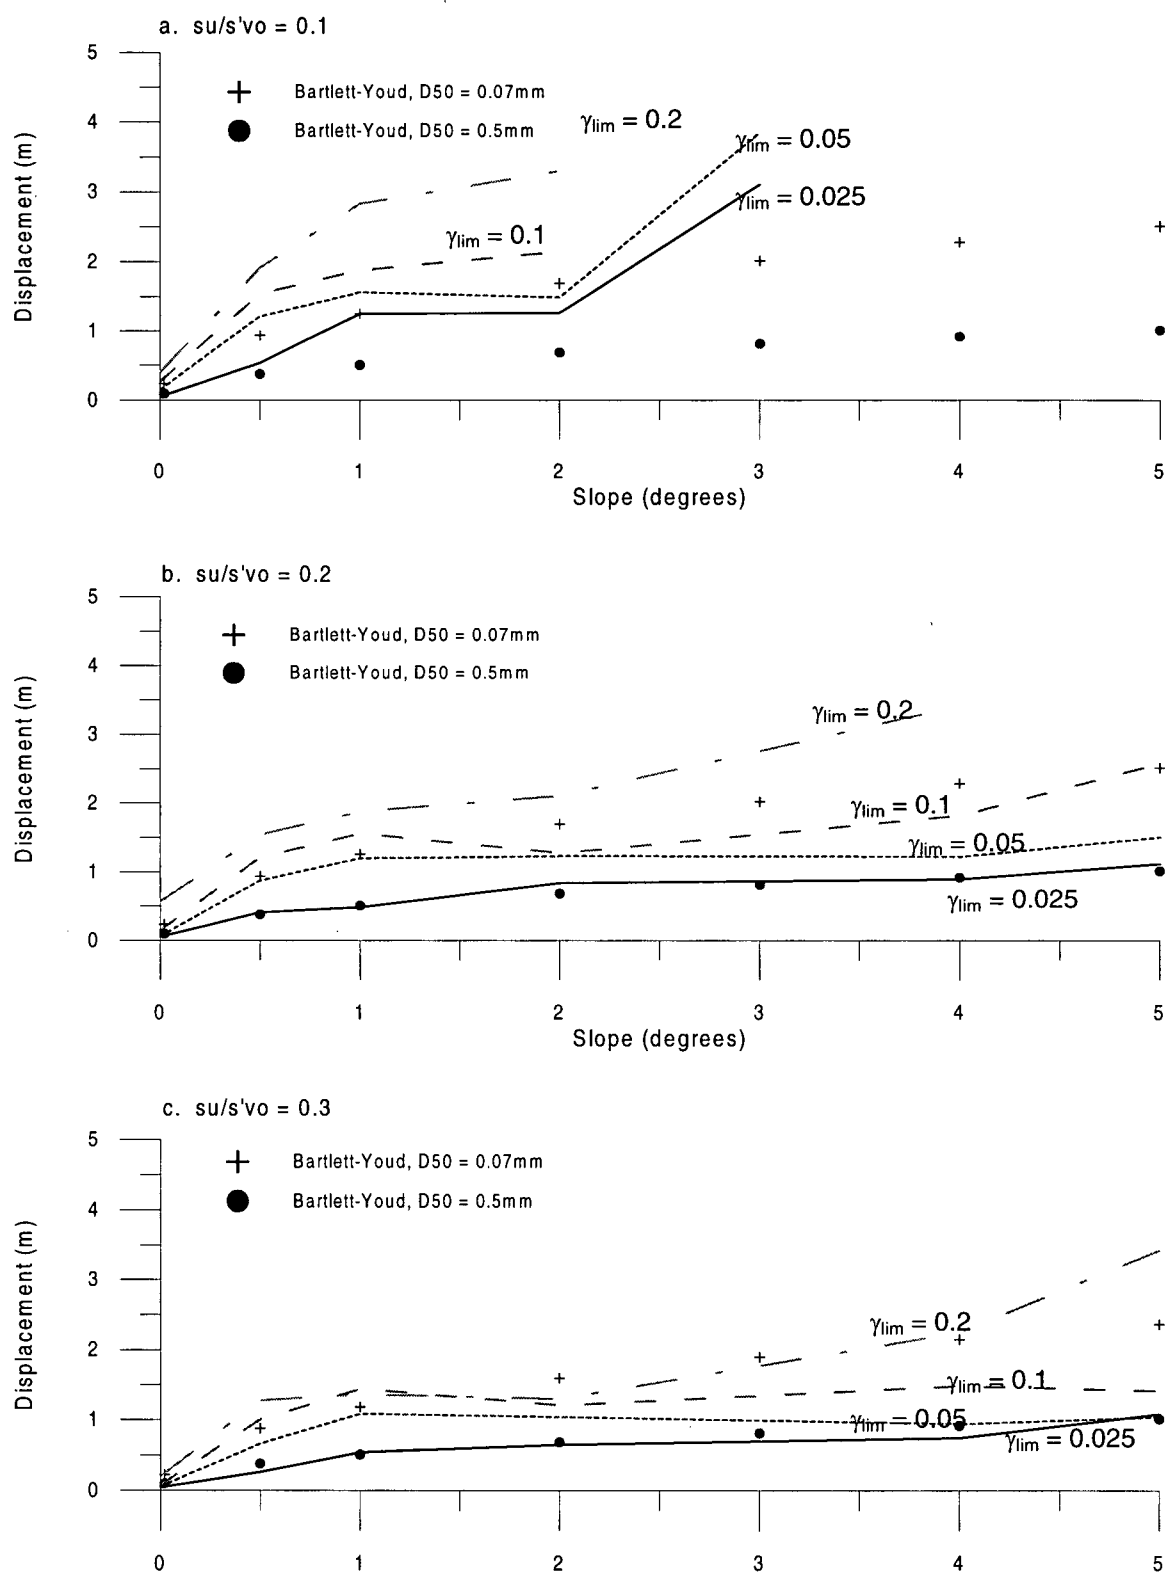 a. su/s'vo = 0.1
5
+ Bartlett-Youd, D50 = 0.07mm
● Bartlett-Youd, D50 = 0.5mm
γlim = 0.2
4
γlim = 0.05
3
γlim = 0.025
γlim = 0.1
2
1
0
Displacement (m)
0 1 2 3 4 5
Slope (degrees)
b. su/s'vo = 0.2
5
+ Bartlett-Youd, D50 = 0.07mm
● Bartlett-Youd, D50 = 0.5mm
4
γlim = 0.2
3
2
γlim = 0.1
γlim = 0.05
1
γlim = 0.025
0
Displacement (m)
0 1 2 3 4 5
Slope (degrees)
c. su/s'vo = 0.3
5
+ Bartlett-Youd, D50 = 0.07mm
● Bartlett-Youd, D50 = 0.5mm
4
3
γlim = 0.2
2
γlim = 0.1
γlim = 0.05
1
γlim = 0.025
0
Displacement (m)
0 1 2 3 4 5